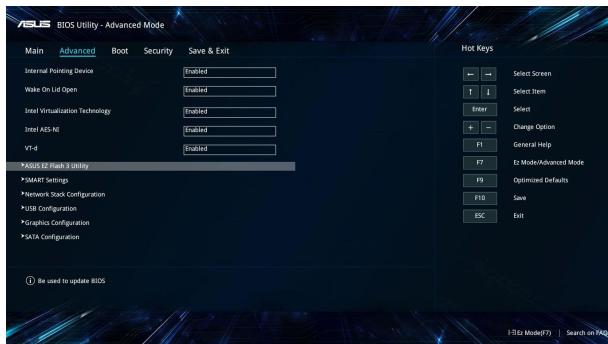 ASUS BIOS Utility - Advanced Mode
Main Advanced Boot Security Save & Exit
Internal Pointing Device Enabled
Wake On Lid Open Enabled
Intel Virtualization Technology Enabled
Intel AES-NI Enabled
VT-d Enabled
➤ASUS EZ Flash 3 Utility
➤SMART Settings
➤Network Stack Configuration
➤USB Configuration
➤Graphics Configuration
➤SATA Configuration
i Be used to update BIOS
Hot Keys
← → Select Screen
↑ ↓ Select Item
Enter Select
+ − Change Option
F1 General Help
F7 Ez Mode/Advanced Mode
F9 Optimized Defaults
F10 Save
ESC Exit
Ez Mode(F7) | Search on FAQ